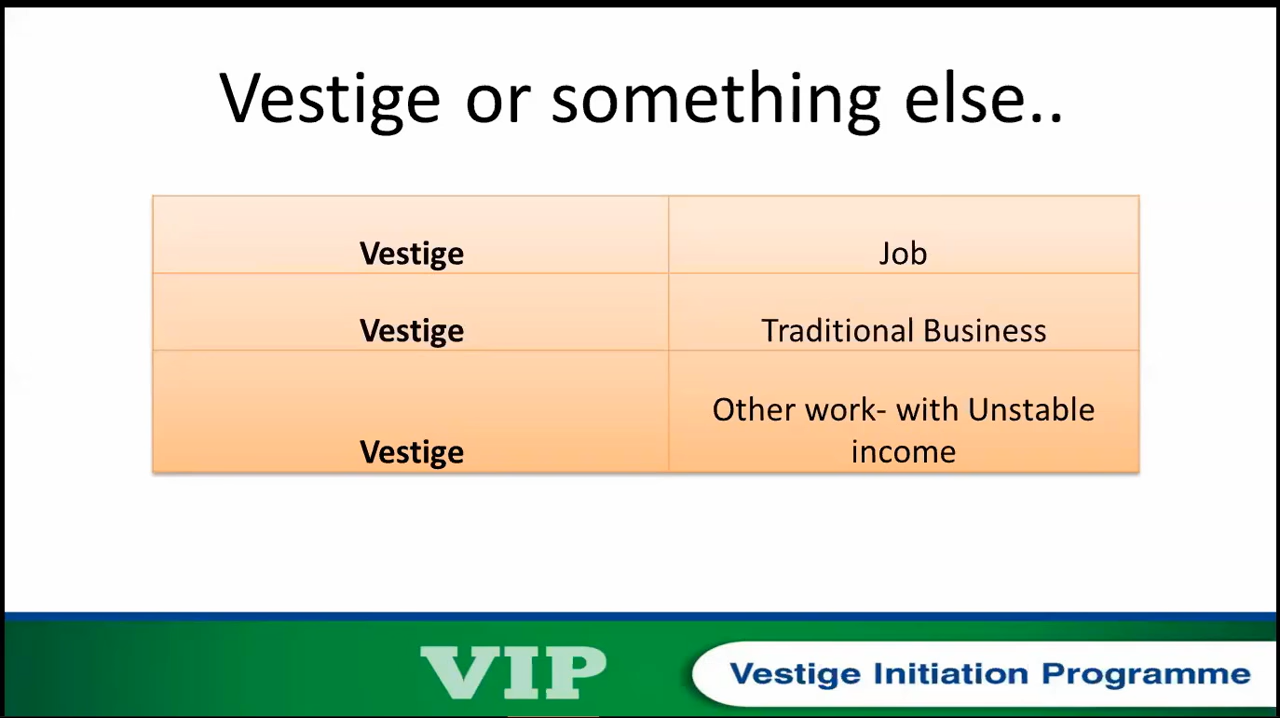 Vestige or something else..
Vestige
Job
Vestige
Traditional Business
Vestige
Other work- with Unstable
income
VIP
Vestige Initiation Programme